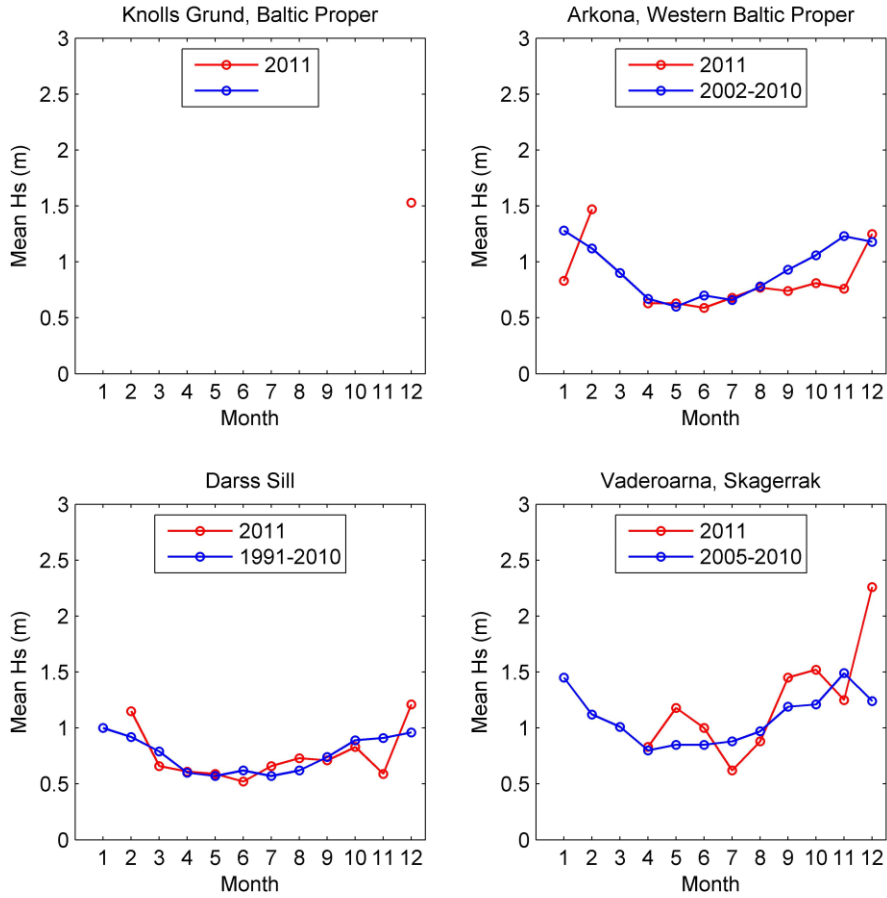 Knolls Grund, Baltic Proper
3
2.5
2
1.5
1
0.5
0
Mean Hs (m)
2011
1 2 3 4 5 6 7 8 9 10 11 12
Month
Arkona, Western Baltic Proper
3
2.5
2
1.5
1
0.5
0
Mean Hs (m)
2011
2002-2010
1 2 3 4 5 6 7 8 9 10 11 12
Month
Darss Sill
3
2.5
2
1.5
1
0.5
0
Mean Hs (m)
2011
1991-2010
1 2 3 4 5 6 7 8 9 10 11 12
Month
Vaderoarna, Skagerrak
3
2.5
2
1.5
1
0.5
0
Mean Hs (m)
2011
2005-2010
1 2 3 4 5 6 7 8 9 10 11 12
Month